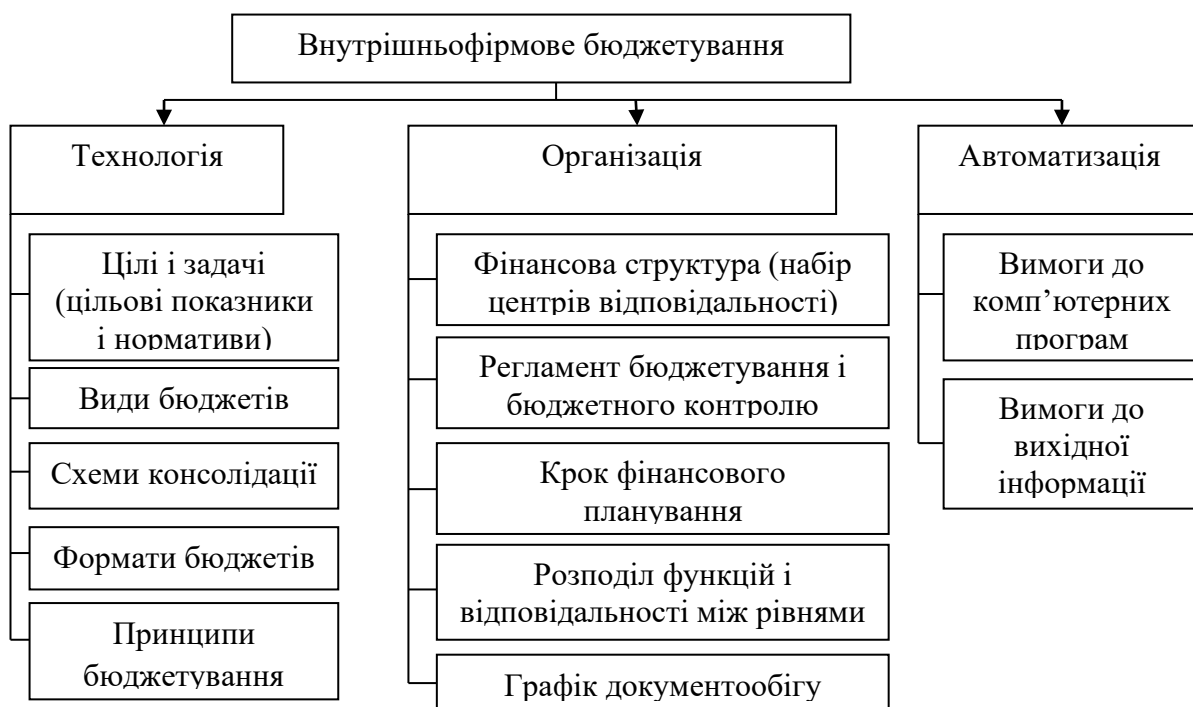 Внутрішньофірмове бюджетування
Технологія
Цілі і задачі
(цільові показники
і нормативи)
Види бюджетів
Схеми консолідації
Формати бюджетів
Принципи
бюджетування
Організація
Фінансова структура (набір
центрів відповідальності)
Регламент бюджетування і
бюджетного контролю
Крок фінансового
планування
Розподіл функцій і
відповідальності між рівнями
Графік документообігу
Автоматизація
Вимоги до
комп’ютерних
програм
Вимоги до
вихідної
інформації